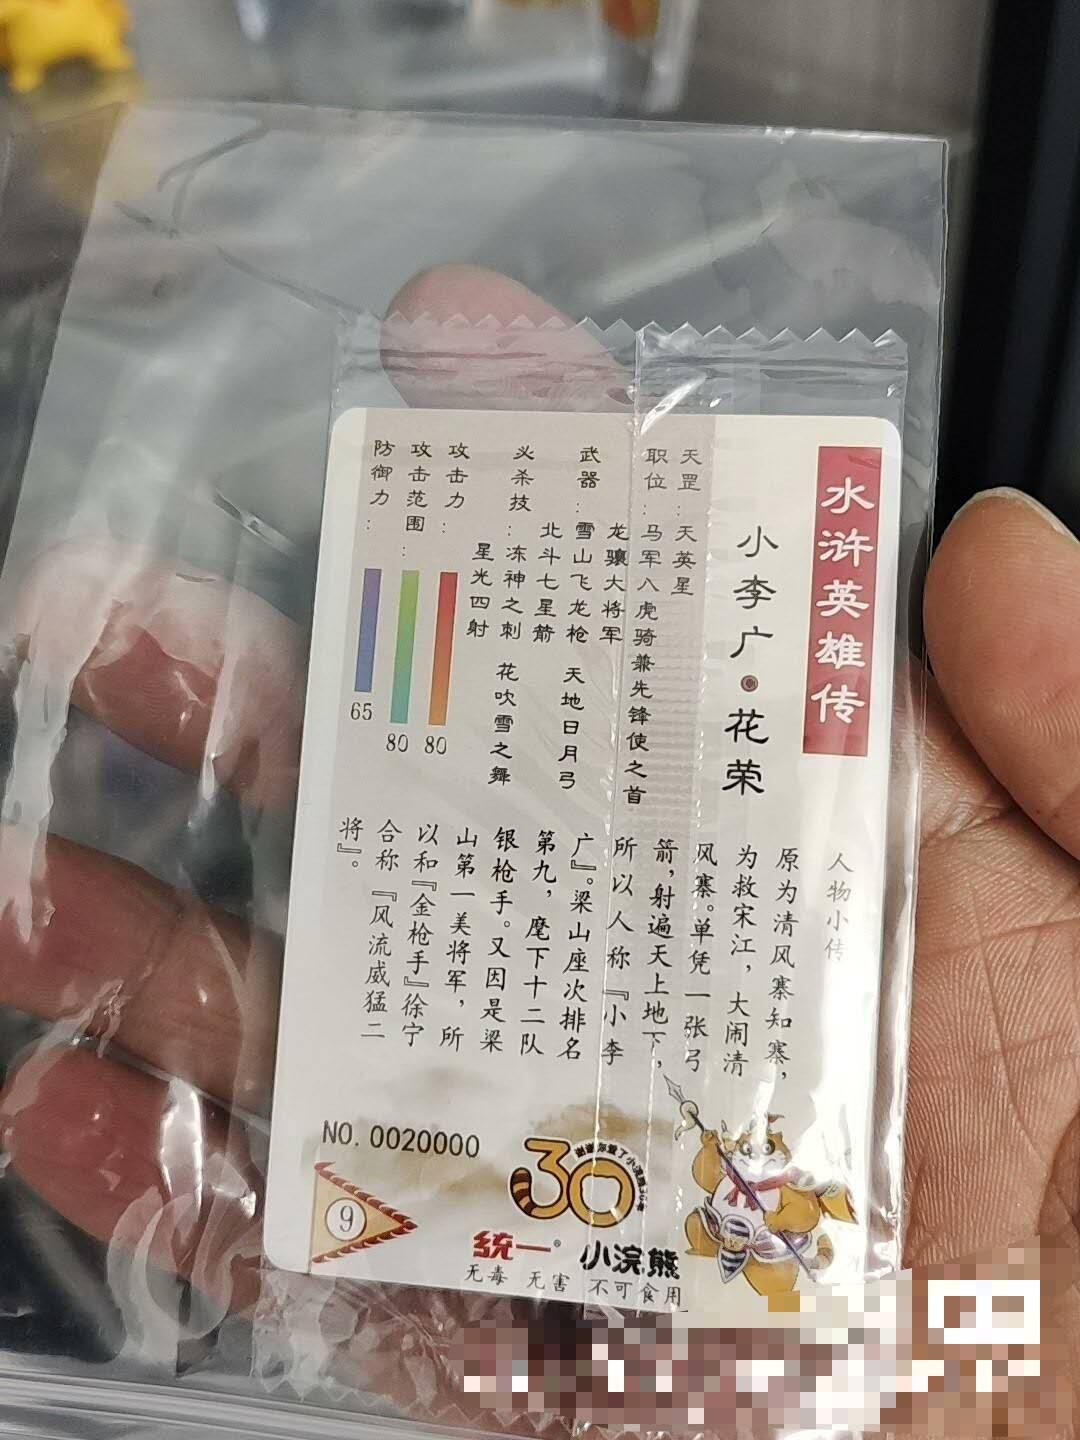 水浒英雄传
小李广·花荣
天罡：天英星
职位：马军八虎骑兼先锋使之首
龙骧大将军
武器：雪山飞龙枪 天地日月弓
北斗七星箭
必杀技：冻神之刺 花吹雪之舞
星光四射
攻击力：
80
攻击范围：
80
防御力：
65
人物小传
原为清风寨知寨，
为救宋江，大闹清
风寨。单凭一张弓
箭，射遍天上地下，
所以人称『小李
广』。梁山座次排名
第九，麾下十二队
银枪手。又因是梁
山第一美将军，所
以和『金枪手』徐宁
合称『风流威猛二
将』。
NO.0020000
9
30
统一® 小浣熊
无毒 无害 不可食用